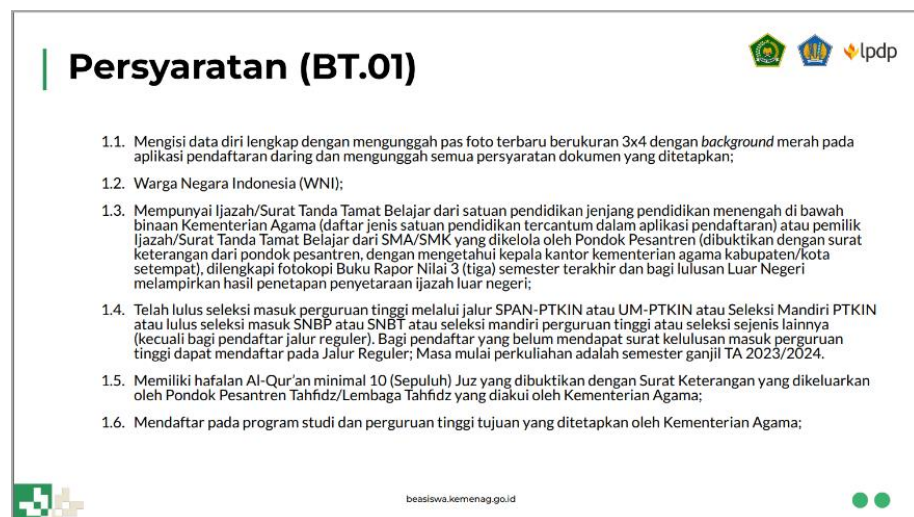 Persyaratan (BT.01)
lpdp
1.1. Mengisi data diri lengkap dengan mengunggah pas foto terbaru berukuran 3x4 dengan background merah pada
aplikasi pendaftaran daring dan mengunggah semua persyaratan dokumen yang ditetapkan;
1.2. Warga Negara Indonesia (WNI);
1.3. Mempunyai Ijazah/Surat Tanda Tamat Belajar dari satuan pendidikan jenjang pendidikan menengah di bawah
binaan Kementerian Agama (daftar jenis satuan pendidikan tercantum dalam aplikasi pendaftaran) atau pemilik
Ijazah/Surat Tanda Tamat Belajar dari SMA/SMK yang dikelola oleh Pondok Pesantren (dibuktikan dengan surat
keterangan dari pondok pesantren, dengan mengetahui kepala kantor kementerian agama kabupaten/kota
setempat), dilengkapi fotokopi Buku Rapor Nilai 3 (tiga) semester terakhir dan bagi lulusan Luar Negeri
melampirkan hasil penetapan penyetaraan ijazah luar negeri;
1.4. Telah lulus seleksi masuk perguruan tinggi melalui jalur SPAN-PTKIN atau UM-PTKIN atau Seleksi Mandiri PTKIN
atau lulus seleksi masuk SNBP atau SNBT atau seleksi mandiri perguruan tinggi atau seleksi sejenis lainnya
(kecuali bagi pendaftar jalur reguler). Bagi pendaftar yang belum mendapat surat kelulusan masuk perguruan
tinggi dapat mendaftar pada Jalur Reguler; Masa mulai perkuliahan adalah semester ganjil TA 2023/2024.
1.5. Memiliki hafalan Al-Qur’an minimal 10 (Sepuluh) Juz yang dibuktikan dengan Surat Keterangan yang dikeluarkan
oleh Pondok Pesantren Tahfidz/Lembaga Tahfidz yang diakui oleh Kementerian Agama;
1.6. Mendaftar pada program studi dan perguruan tinggi tujuan yang ditetapkan oleh Kementerian Agama;
beasiswa.kemenag.go.id